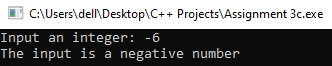 C:\Users\dell\Desktop\C++ Projects\Assignment 3c.exe
Input an integer: -6
The input is a negative number